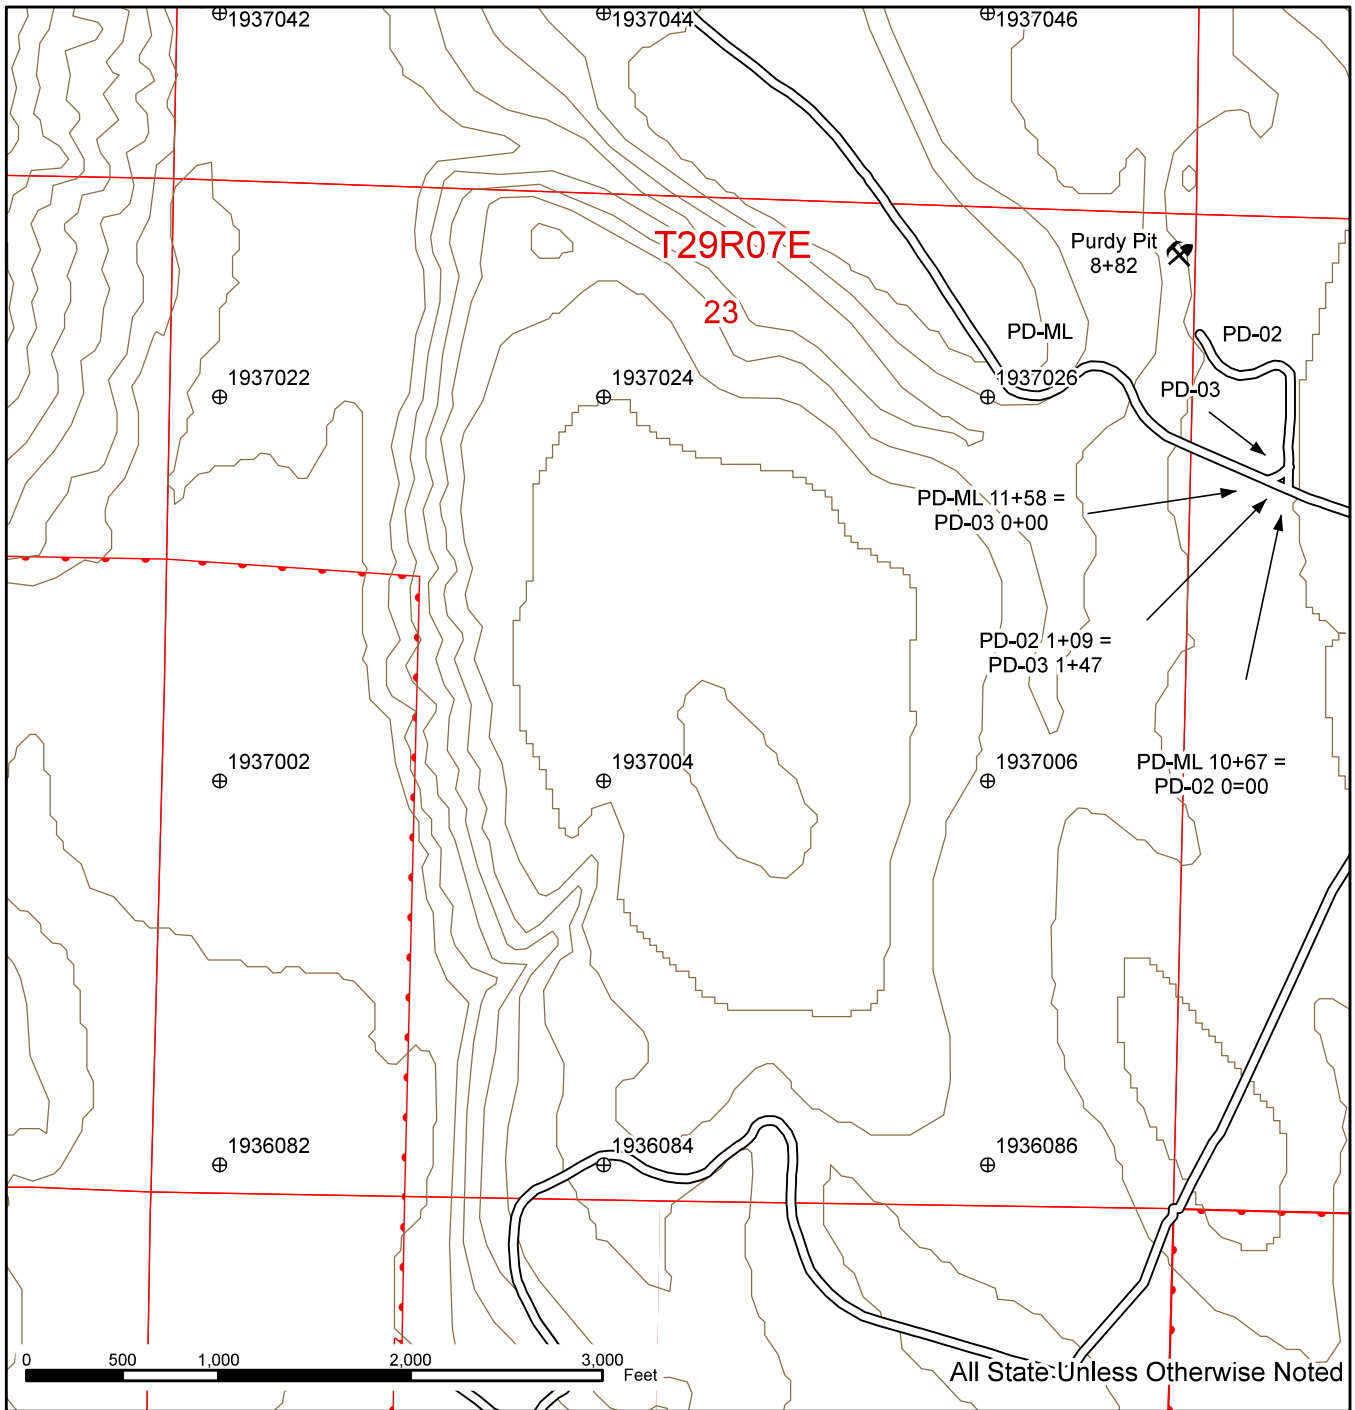 1937042
1937044
1937046
T29R07E
23
Purdy Pit
8+82
PD-ML
PD-02
PD-03
1937022
1937024
1937026
PD-ML 11+58 =
PD-03 0+00
PD-02 1+09 =
PD-03 1+47
1937002
1937004
1937006
PD-ML 10+67 =
PD-02 0=00
1936082
1936084
1936086
0 500 1,000 2,000 3,000
Feet
All State Unless Otherwise Noted